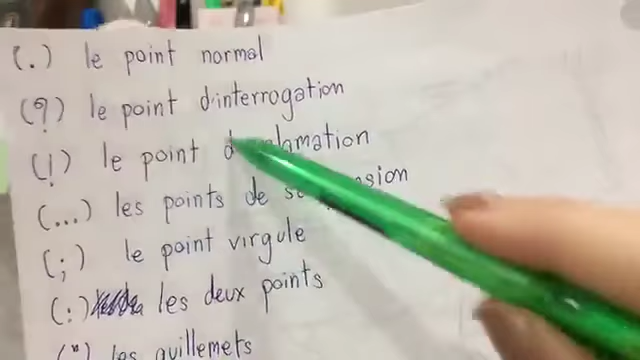 (.) le point normal
(?) le point d'interrogation
(!) le point
(...) les points de
(;) le point virgule
(:) les deux points
(") les guillemets